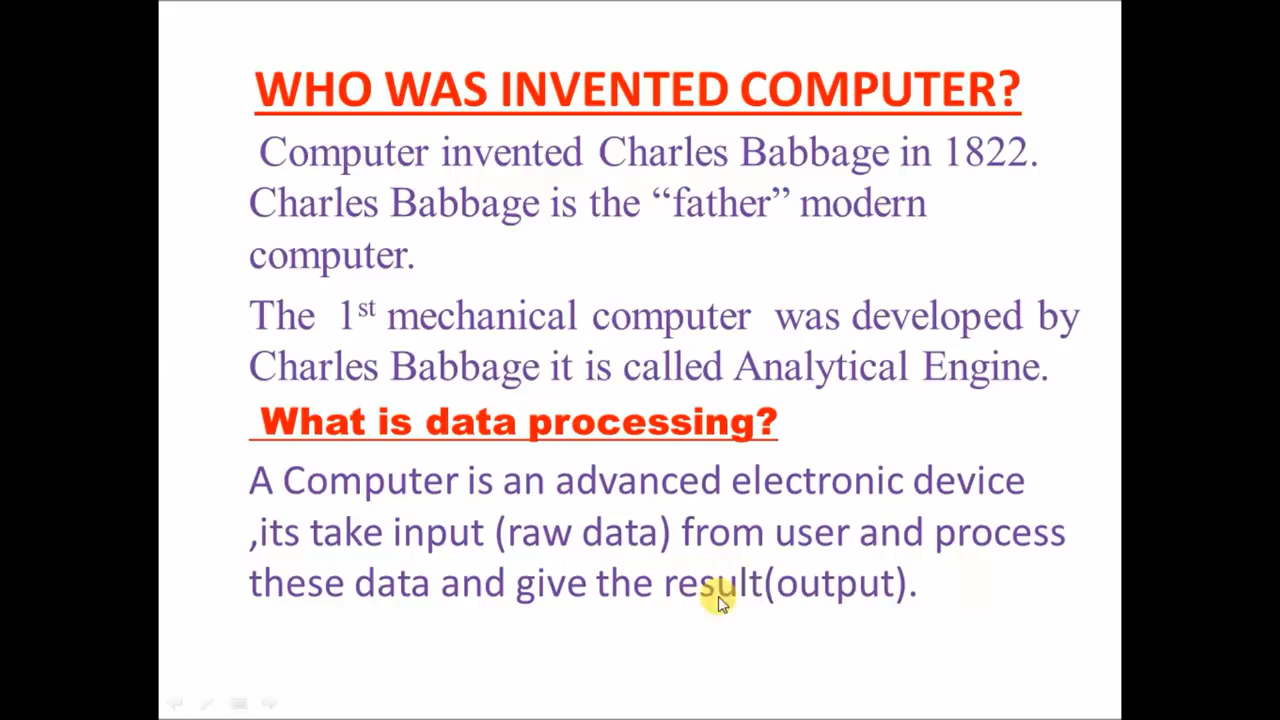 WHO WAS INVENTED COMPUTER?
Computer invented Charles Babbage in 1822.
Charles Babbage is the “father” modern
computer.
The 1st mechanical computer was developed by
Charles Babbage it is called Analytical Engine.
What is data processing?
A Computer is an advanced electronic device
,its take input (raw data) from user and process
these data and give the result(output).